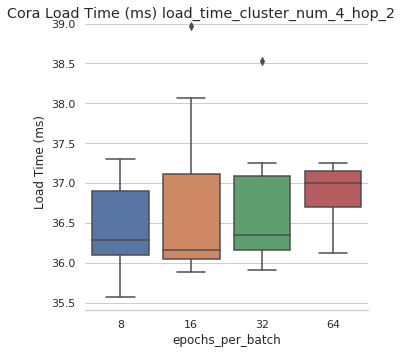 Cora Load Time (ms) load_time_cluster_num_4_hop_2
39.0
38.5
38.0
37.5
37.0
36.5
36.0
35.5
Load Time (ms)
8 16 32 64
epochs_per_batch